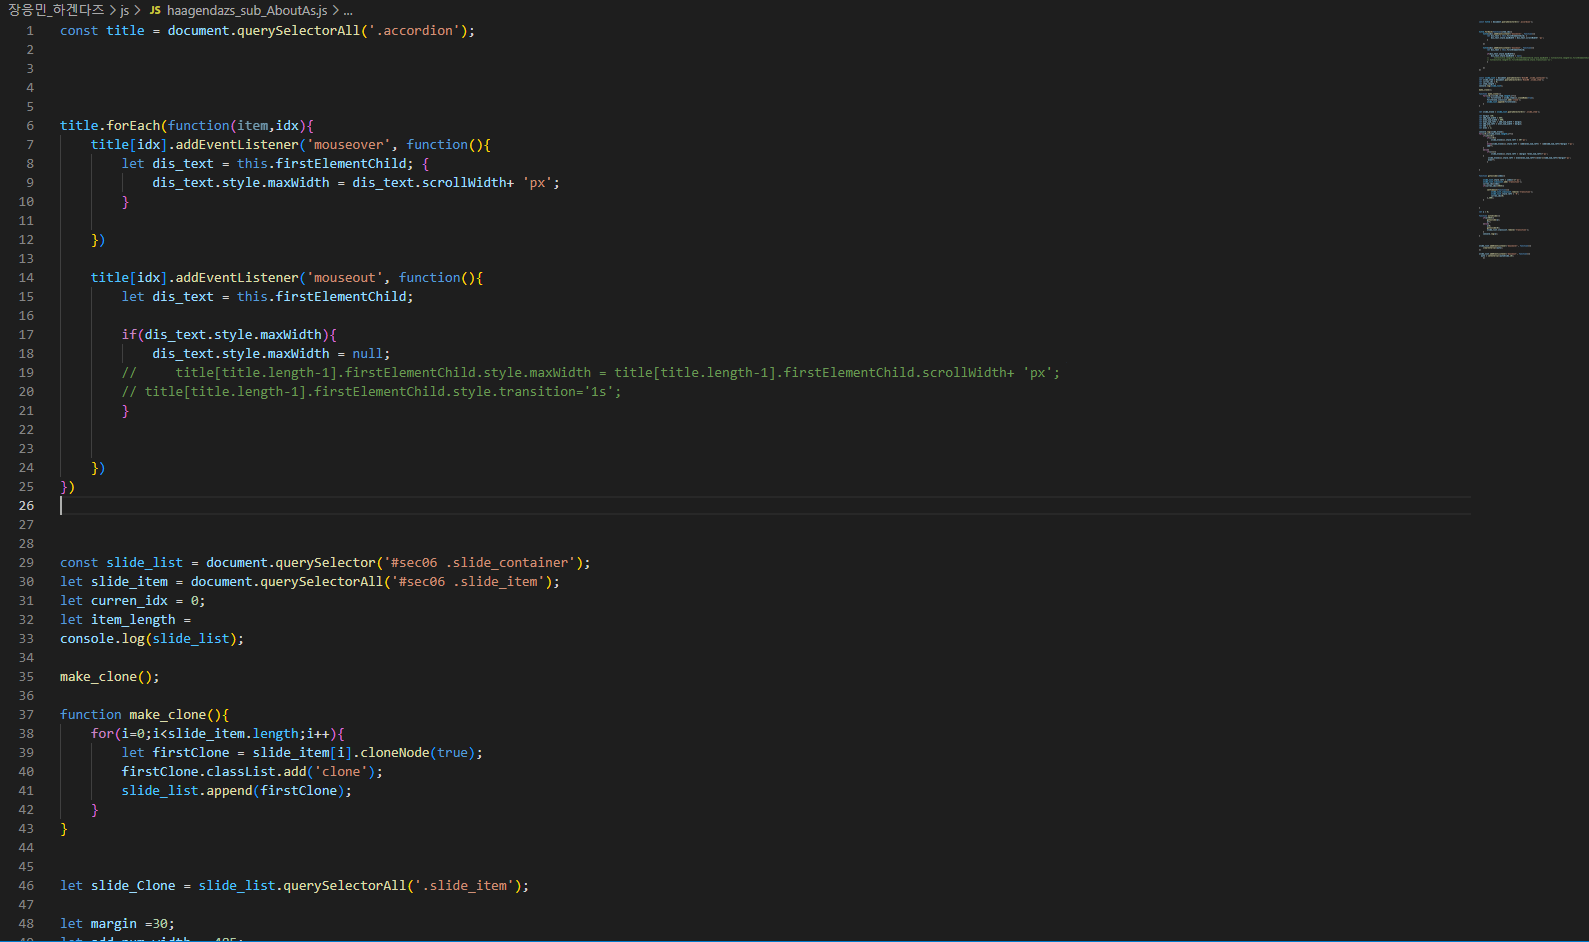 장응민_하겐다즈 > js > JS haagendazs_sub_AboutAs.js > ...
1 const title = document.querySelectorAll('.accordion');
2
3
4
5
6 title.forEach(function(item,idx){
7 title[idx].addEventListener('mouseover', function(){
8 let dis_text = this.firstElementChild; {
9 dis_text.style.maxWidth = dis_text.scrollWidth+ 'px';
10 }
11
12 })
13
14 title[idx].addEventListener('mouseout', function(){
15 let dis_text = this.firstElementChild;
16
17 if(dis_text.style.maxWidth){
18 dis_text.style.maxWidth = null;
19 // title[title.length-1].firstElementChild.style.maxWidth = title[title.length-1].firstElementChild.scrollWidth+ 'px';
20 // title[title.length-1].firstElementChild.style.transition='1s';
21 }
22
23
24 })
25 })
26
27
28
29 const slide_list = document.querySelector('#sec06 .slide_container');
30 let slide_item = document.querySelectorAll('#sec06 .slide_item');
31 let curren_idx = 0;
32 let item_length =
33 console.log(slide_list);
34
35 make_clone();
36
37 function make_clone(){
38 for(i=0;i<slide_item.length;i++){
39 let firstClone = slide_item[i].cloneNode(true);
40 firstClone.classList.add('clone');
41 slide_list.append(firstClone);
42 }
43 }
44
45
46 let slide_Clone = slide_list.querySelectorAll('.slide_item');
47
48 let margin =30;